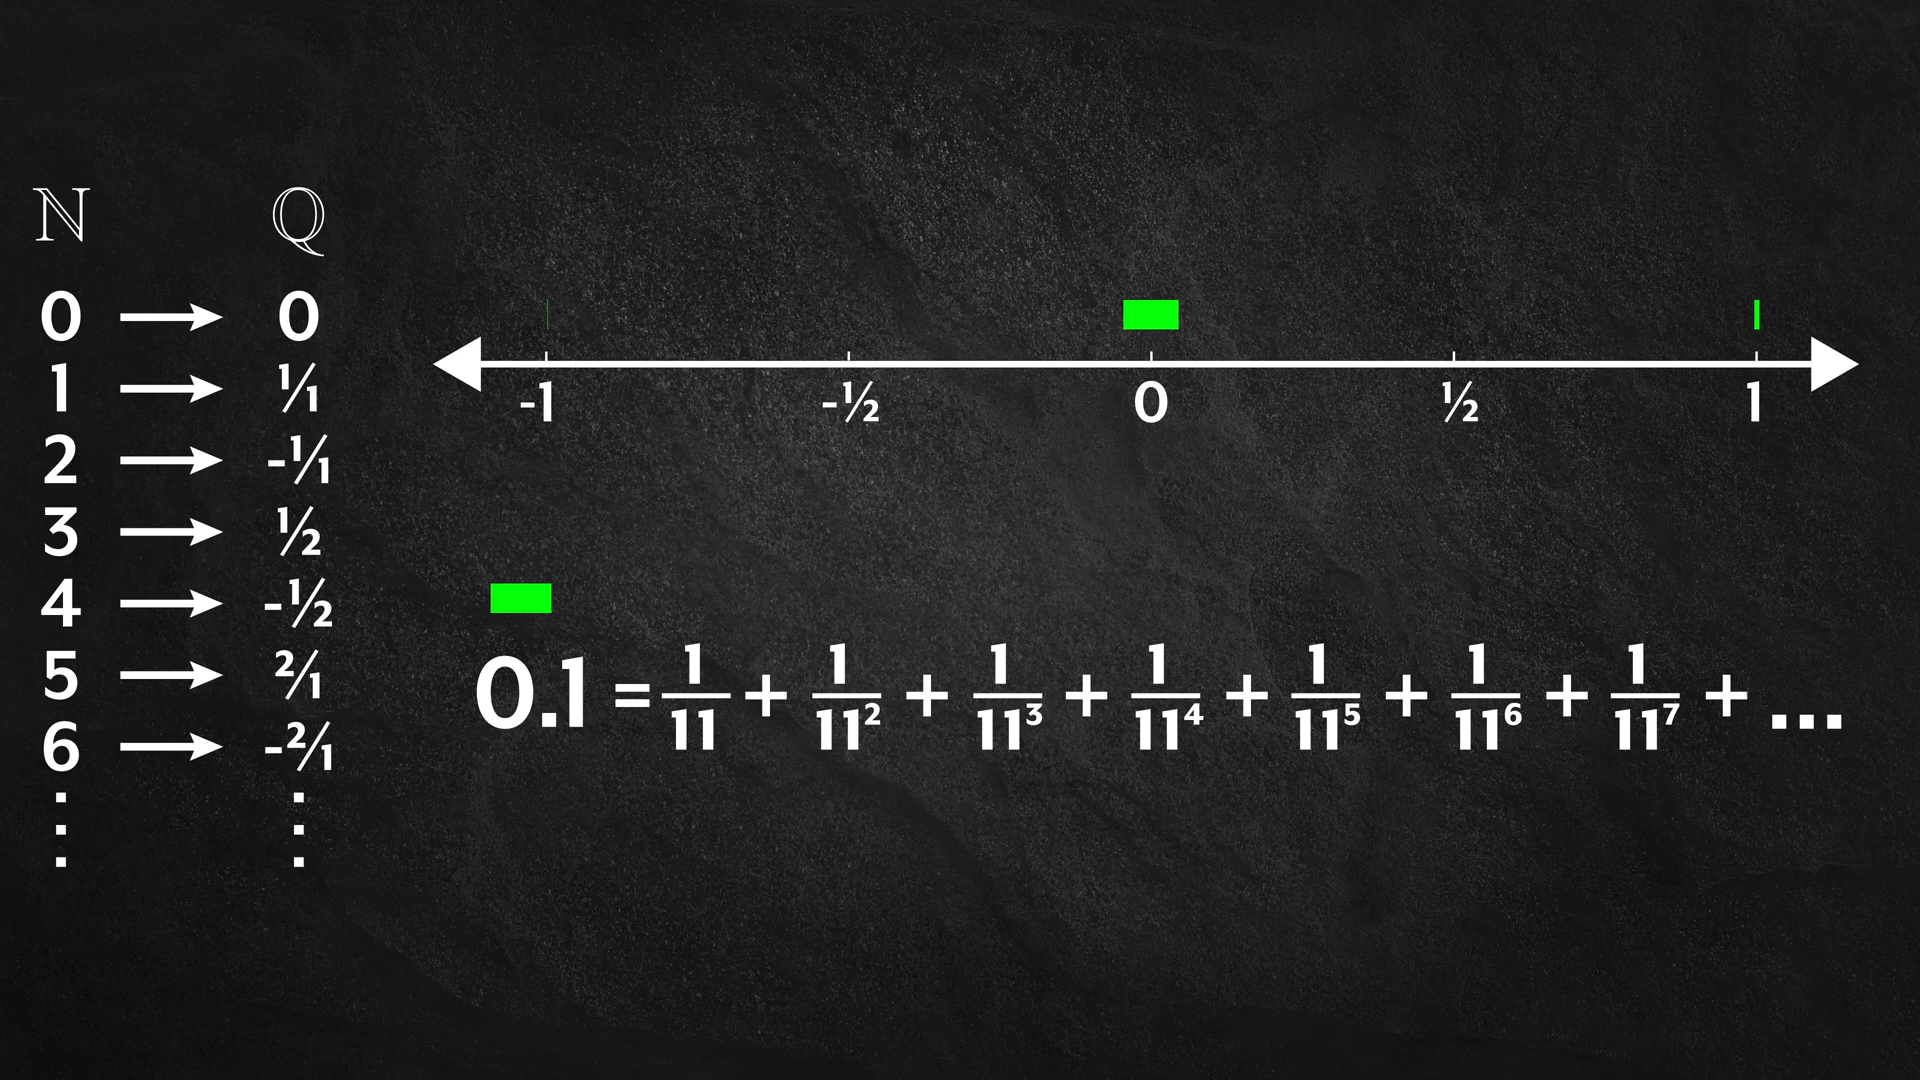 ℕ ℚ
0 → 0
1 → 1/1
2 → -1/1
3 → 1/2
4 → -1/2
5 → 2/1
6 → -2/1
⋮ ⋮
-1 -½ 0 ½ 1
0.1 = 1/11 + 1/11² + 1/11³ + 1/11⁴ + 1/11⁵ + 1/11⁶ + 1/11⁷ + ...